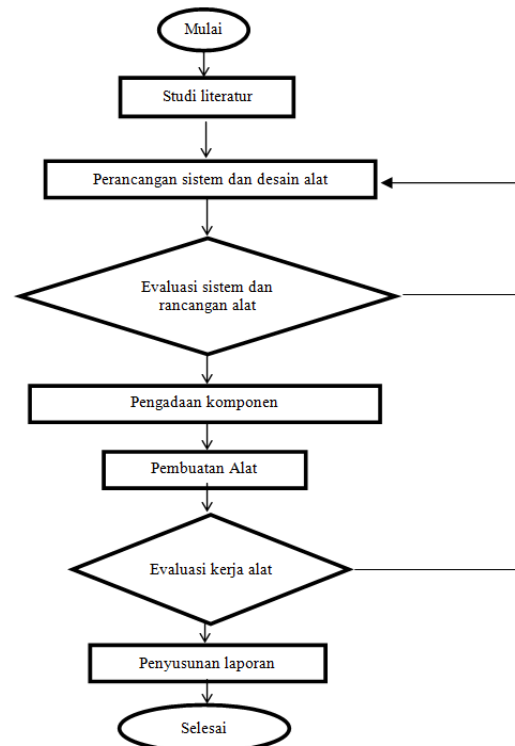 Mulai
Studi literatur
Perancangan sistem dan desain alat
Evaluasi sistem dan
rancangan alat
Pengadaan komponen
Pembuatan Alat
Evaluasi kerja alat
Penyusunan laporan
Selesai